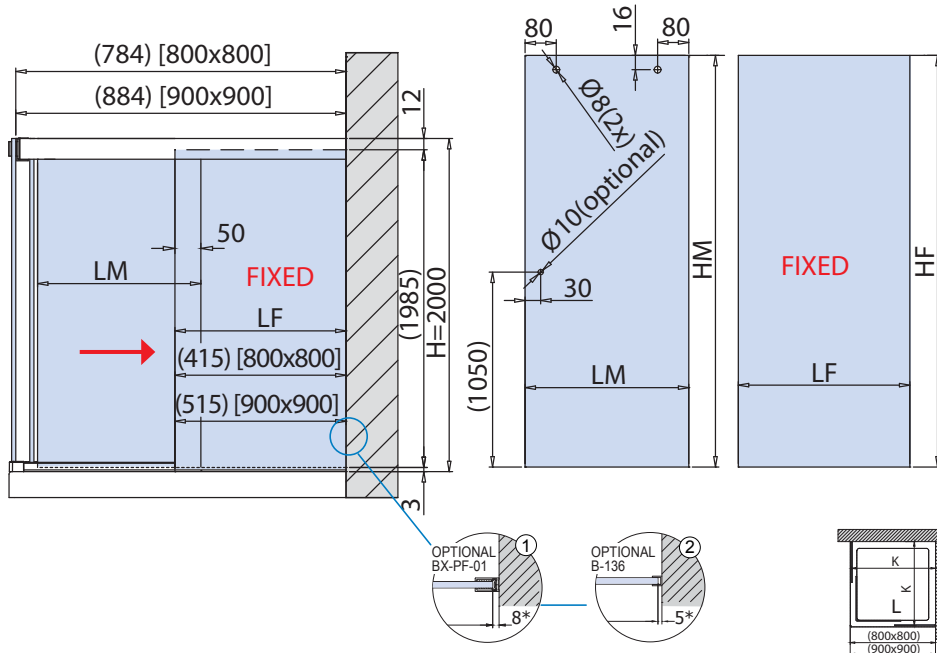 (784) [800x800]
(884) [900x900]
12
50
LM
FIXED
LF
(415) [800x800]
(515) [900x900]
(1985)
H=2000
3
80
16
80
Ø8(2x)
Ø10(optional)
30
(1050)
LM
HM
FIXED
LF
HF
OPTIONAL
BX-PF-01
1
8*
OPTIONAL
B-136
2
5*
K
K
L
(800x800)
(900x900)